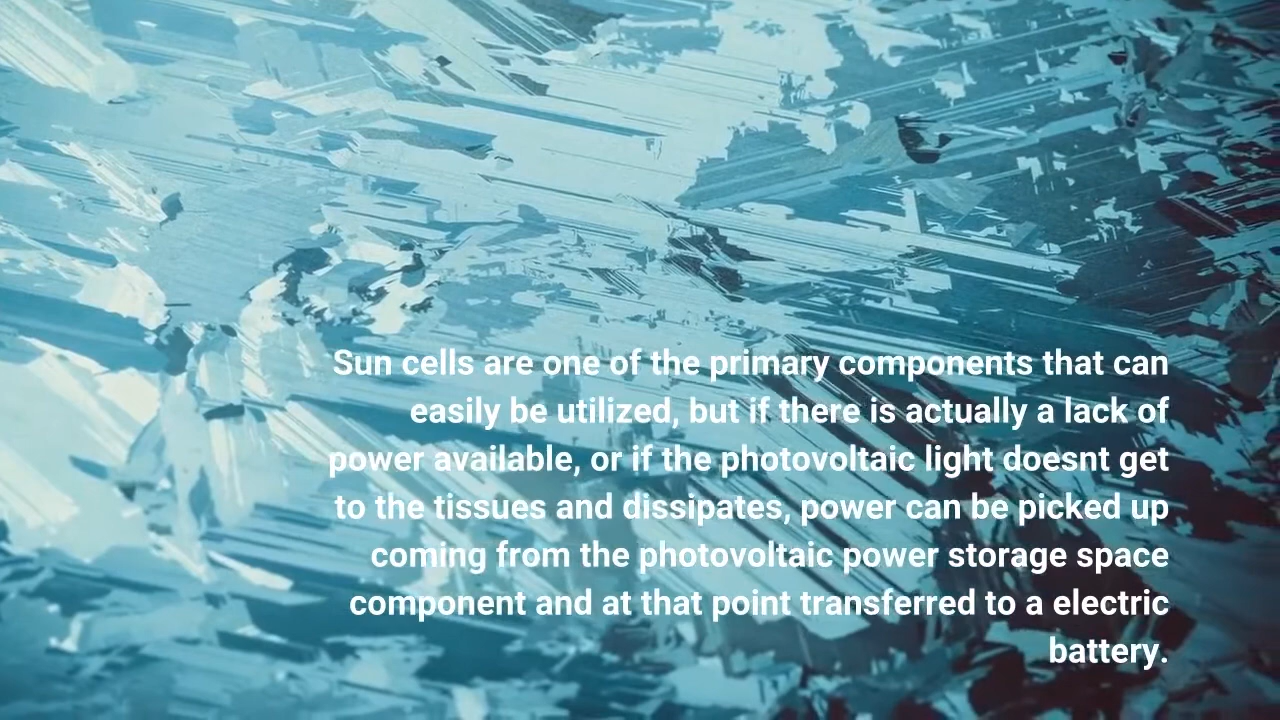 Sun cells are one of the primary components that can
easily be utilized, but if there is actually a lack of
power available, or if the photovoltaic light doesnt get
to the tissues and dissipates, power can be picked up
coming from the photovoltaic power storage space
component and at that point transferred to a electric
battery.